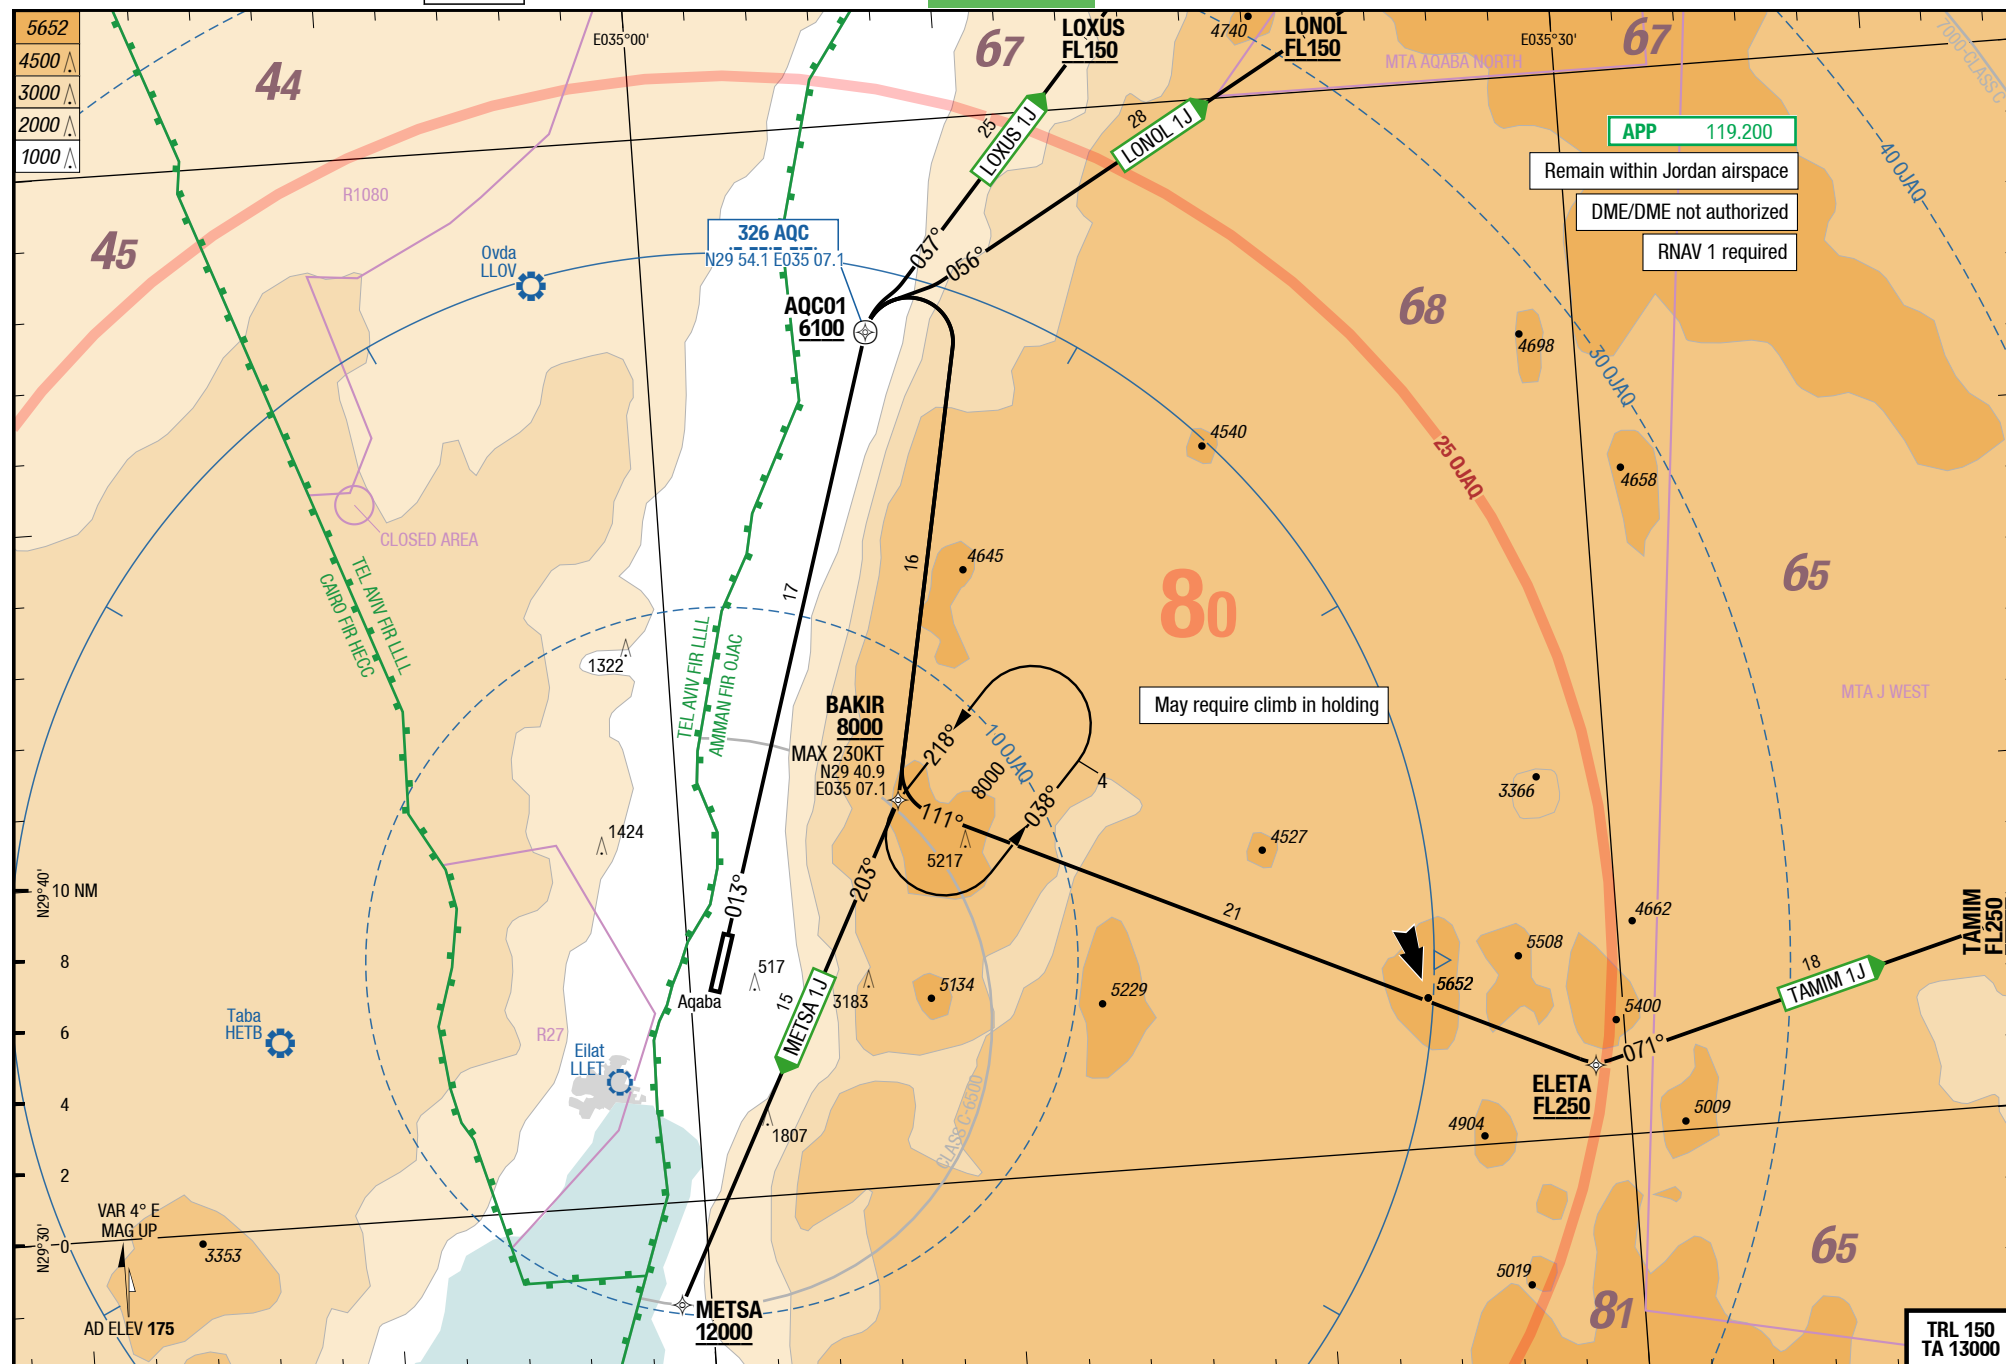 5652
4500
3000
2000
1000
44
45
67
67
68
65
65
81
80
E035°00'
E035°30'
4740
LOXUS
FL150
LONOL
FL150
MTA AQABA NORTH
7000-CLASS C
APP 119.200
Remain within Jordan airspace
DME/DME not authorized
RNAV 1 required
40 OJAQ
30 OJAQ
25 OJAQ
10 OJAQ
R1080
Ovda
LLOV
326 AQC
N29 54.1 E035 07.1
25
LOXUS 1J
28
LONOL 1J
037°
056°
AQC01
6100
4698
4540
4658
4645
CLOSED AREA
TEL AVIV FIR LLLL
CAIRO FIR HECC
17
16
1322
TEL AVIV FIR LLLL
AMMAN FIR OJAC
BAKIR
8000
MAX 230KT
N29 40.9
E035 07.1
218°
8000
038°
4
111°
5217
May require climb in holding
MTA J WEST
3366
4527
1424
N29°40'
10 NM
8
6
4
2
0
N29°30'
013°
203°
21
4662
5508
5652
5400
TAMIM
FL250
18
TAMIM 1J
517
Aqaba
15
METSA 1J
3183
5134
5229
Taba
HETB
R27
Eilat
LLET
071°
ELETA
FL250
4904
5009
1807
CLASS C-6500
VAR 4° E
MAG UP
3353
AD ELEV 175
METSA
12000
5019
TRL 150
TA 13000